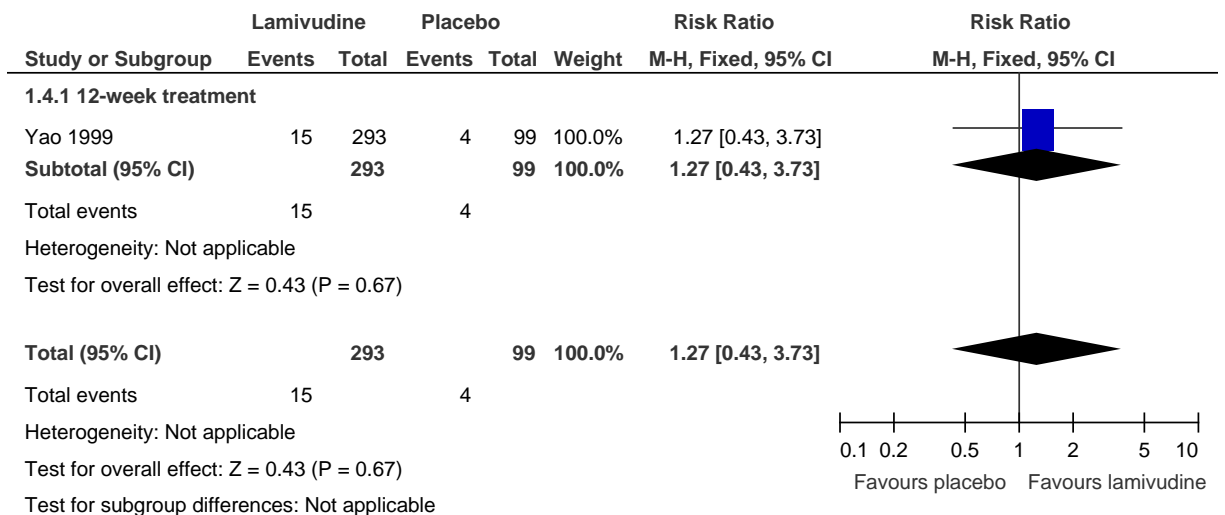 Lamivudine Placebo Risk Ratio Risk Ratio
Study or Subgroup Events Total Events Total Weight M-H, Fixed, 95% CI M-H, Fixed, 95% CI
1.4.1 12-week treatment
Yao 1999 15 293 4 99 100.0% 1.27 [0.43, 3.73]
Subtotal (95% CI) 293 99 100.0% 1.27 [0.43, 3.73]
Total events 15 4
Heterogeneity: Not applicable
Test for overall effect: Z = 0.43 (P = 0.67)
Total (95% CI) 293 99 100.0% 1.27 [0.43, 3.73]
Total events 15 4
Heterogeneity: Not applicable
0.1 0.2 0.5 1 2 5 10
Test for overall effect: Z = 0.43 (P = 0.67)
Favours placebo Favours lamivudine
Test for subgroup differences: Not applicable